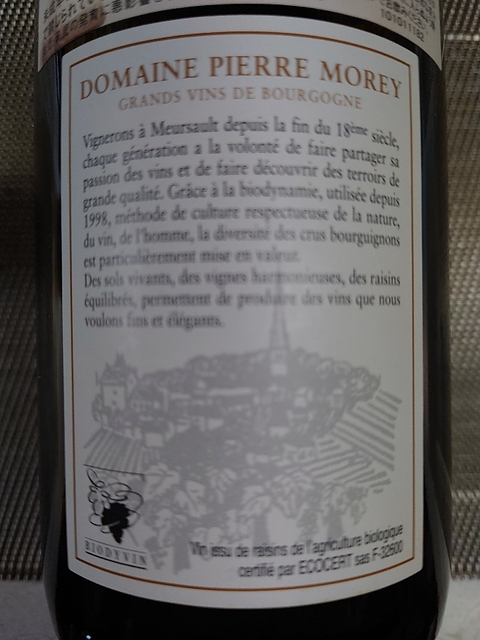 10101182
DOMAINE PIERRE MOREY
GRANDS VINS DE BOURGOGNE
Vignerons à Meursault depuis la fin du 18ème siècle,
chaque génération a la volonté de faire partager sa
passion des vins et de faire découvrir des terroirs de
grande qualité. Grâce à la biodynamie, utilisée depuis
1998, méthode de culture respectueuse de la nature,
du vin, de l'homme, la diversité des crus bourguignons
est particulièrement mise en valeur.
Des sols vivants, des vignes harmonieuses, des raisins
équilibrés, permettent de produire des vins que nous
voulons fins et élégants.
BIODYVIN
Vin issu de raisins de l'agriculture biologique
certifié par ECOCERT sas F-32600